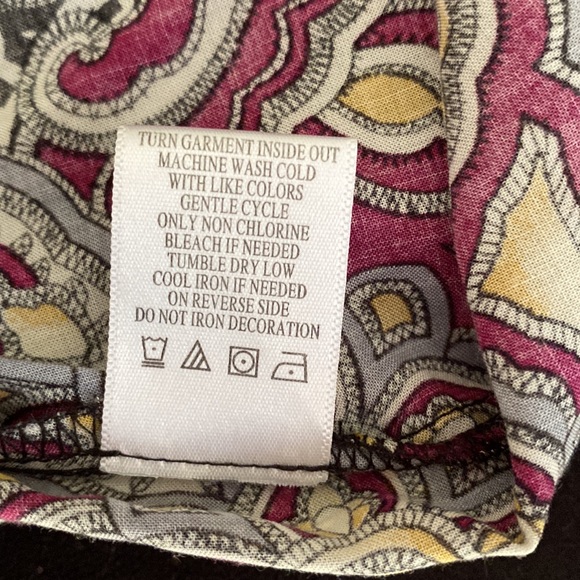 TURN GARMENT INSIDE OUT
MACHINE WASH COLD
WITH LIKE COLORS
GENTLE CYCLE
ONLY NON CHLORINE
BLEACH IF NEEDED
TUMBLE DRY LOW
COOL IRON IF NEEDED
ON REVERSE SIDE
DO NOT IRON DECORATION